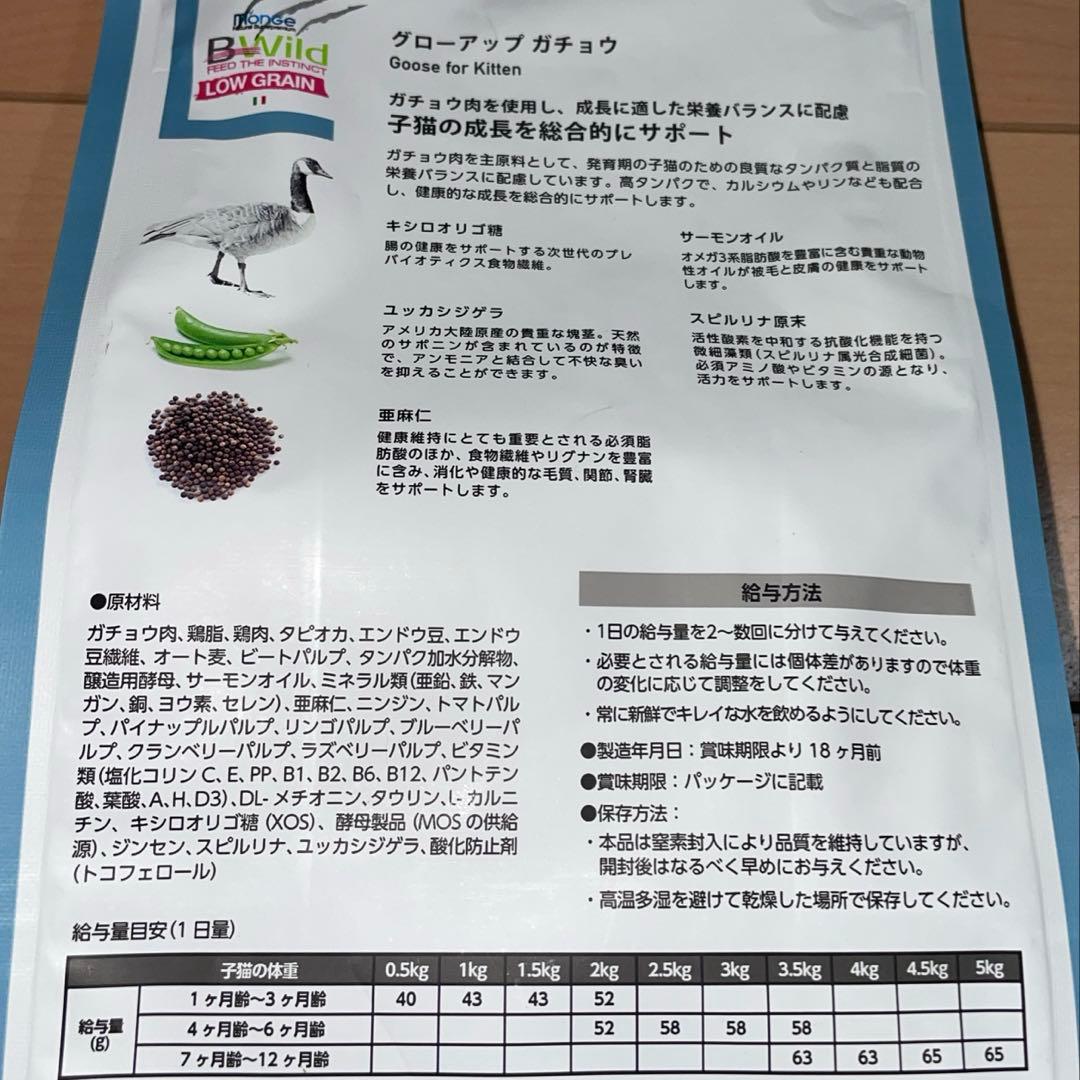 monge
BWild
FEED THE INSTINCT
LOW GRAIN
グローアップ ガチョウ
Goose for Kitten
ガチョウ肉を使用し、成長に適した栄養バランスに配慮
子猫の成長を総合的にサポート
ガチョウ肉を主原料として、発育期の子猫のための良質なタンパク質と脂質の
栄養バランスに配慮しています。高タンパクで、カルシウムやリンなども配合
し、健康的な成長を総合的にサポートします。
キシロオリゴ糖
腸の健康をサポートする次世代のプレ
バイオティクス食物繊維。
サーモンオイル
オメガ3系脂肪酸を豊富に含む貴重な動物
性オイルが被毛と皮膚の健康をサポート
します。
ユッカシジゲラ
アメリカ大陸原産の貴重な塊茎。天然
のサポニンが含まれているのが特徴
で、アンモニアと結合して不快な臭い
を抑えることができます。
スピルリナ原末
活性酸素を中和する抗酸化機能を持つ
微細藻類(スピルリナ属光合成細菌)。
必須アミノ酸やビタミンの源となり、
活力をサポートします。
亜麻仁
健康維持にとても重要とされる必須脂
肪酸のほか、食物繊維やリグナンを豊富
に含み、消化や健康的な毛質、関節、腎臓
をサポートします。
●原材料
ガチョウ肉、鶏脂、鶏肉、タピオカ、エンドウ豆、エンドウ
豆繊維、オート麦、ビートパルプ、タンパク加水分解物、
醸造用酵母、サーモンオイル、ミネラル類(亜鉛、鉄、マン
ガン、銅、ヨウ素、セレン)、亜麻仁、ニンジン、トマトパル
プ、パイナップルパルプ、リンゴパルプ、ブルーベリーパ
ルプ、クランベリーパルプ、ラズベリーパルプ、ビタミン
類(塩化コリン C、E、PP、B1、B2、B6、B12、パントテン
酸、葉酸、A、H、D3)、DL-メチオニン、タウリン、L-カルニ
チン、キシロオリゴ糖(XOS)、酵母製品(MOSの供給
源)、ジンセン、スピルリナ、ユッカシジゲラ、酸化防止剤
(トコフェロール)
給与方法
・1日の給与量を2〜数回に分けて与えてください。
・必要とされる給与量には個体差がありますので体重
の変化に応じて調整をしてください。
・常に新鮮でキレイな水を飲めるようにしてください。
●製造年月日：賞味期限より18ヶ月前
●賞味期限：パッケージに記載
●保存方法：
・本品は窒素封入により品質を維持していますが、
開封後はなるべく早めにお与えください。
・高温多湿を避けて乾燥した場所で保存してください。
給与量目安(1日量)
子猫の体重 0.5kg 1kg 1.5kg 2kg 2.5kg 3kg 3.5kg 4kg 4.5kg 5kg
給与量(g)
1ヶ月齢〜3ヶ月齢 40 43 43 52
4ヶ月齢〜6ヶ月齢 52 58 58 58
7ヶ月齢〜12ヶ月齢 63 63 65 65